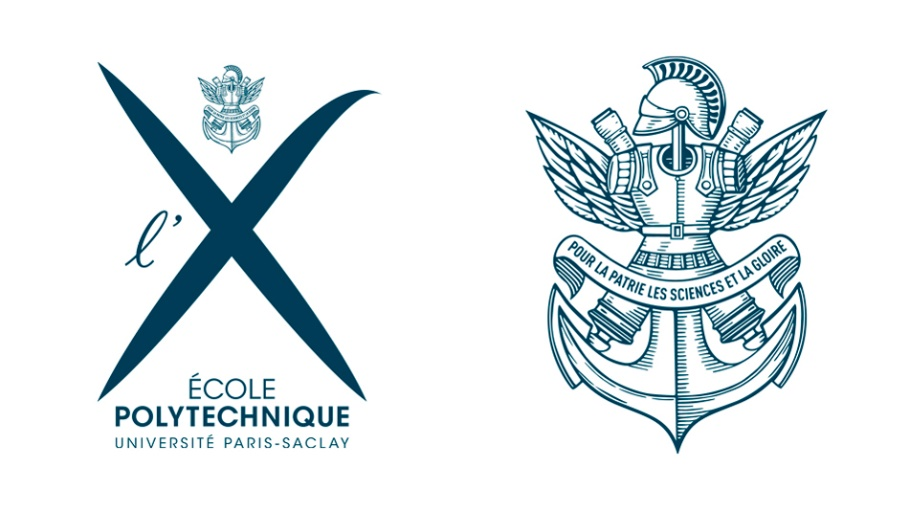 l'X
ÉCOLE
POLYTECHNIQUE
UNIVERSITÉ PARIS-SACLAY
POUR LA PATRIE LES SCIENCES ET LA GLOIRE